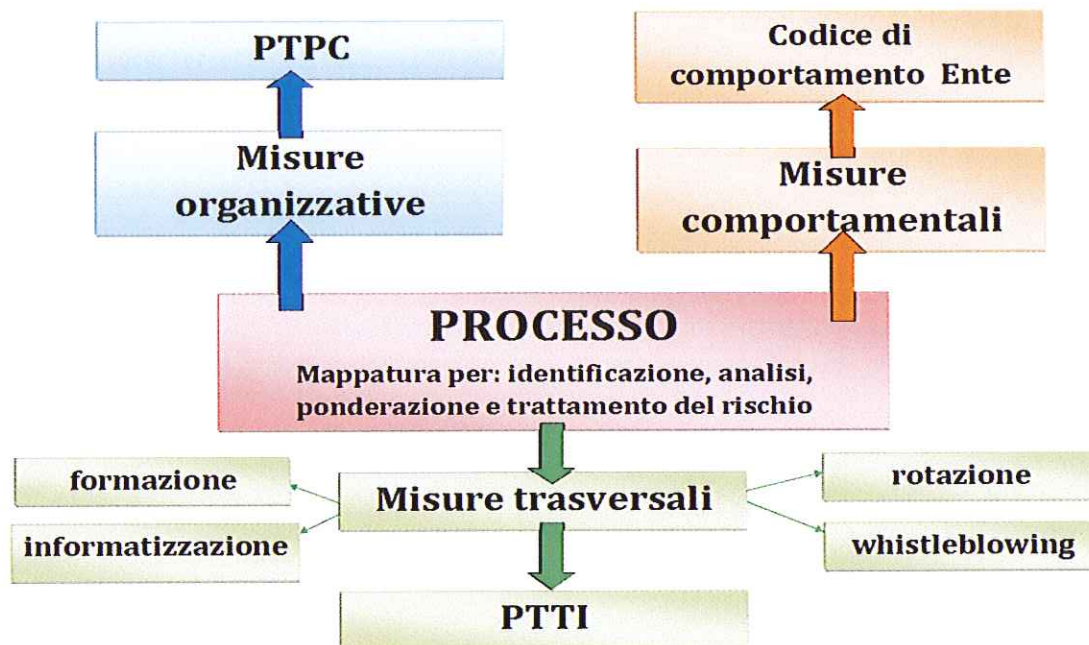 PTPC
Codice di
comportamento Ente
Misure
organizzative
Misure
comportamentali
PROCESSO
Mappatura per: identificazione, analisi,
ponderazione e trattamento del rischio
formazione
Misure trasversali
rotazione
informatizzazione
whistleblowing
PTTI